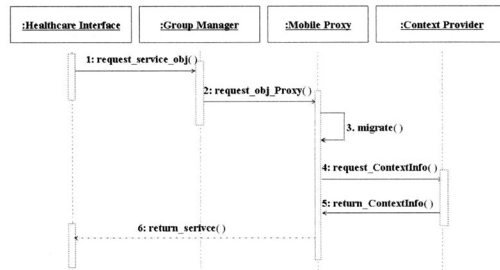 :Healthcare Interface
:Group Manager
:Mobile Proxy
:Context Provider
1: request_service_obj()
2: request_obj_Proxy()
3. migrate()
4: request_ContextInfo()
5: return_ContextInfo()
6: return_serivce()